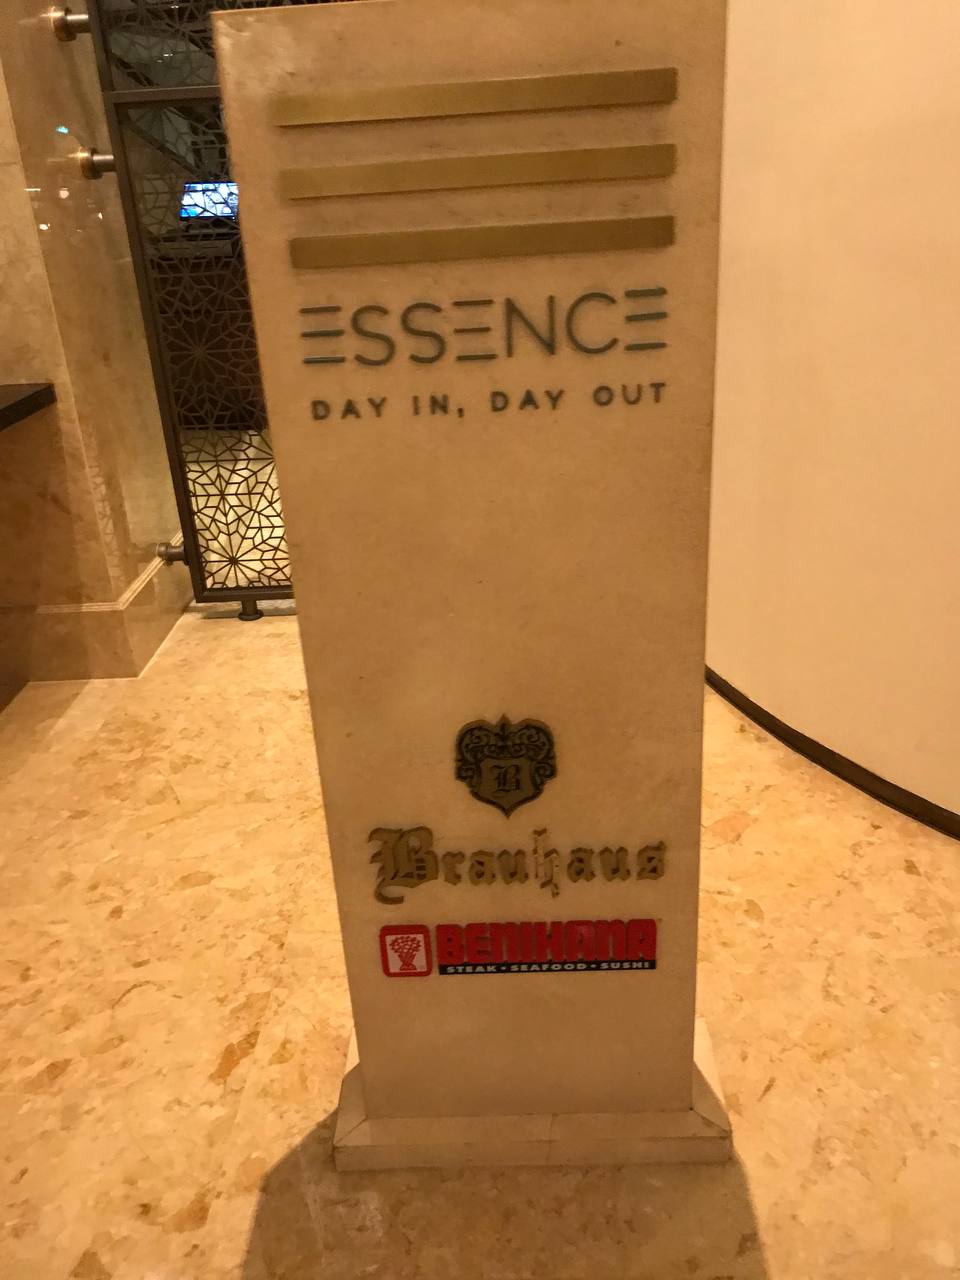 ESSENCE
DAY IN, DAY OUT
B
Brauhaus
BENIHANA
STEAK • SEAFOOD • SUSHI